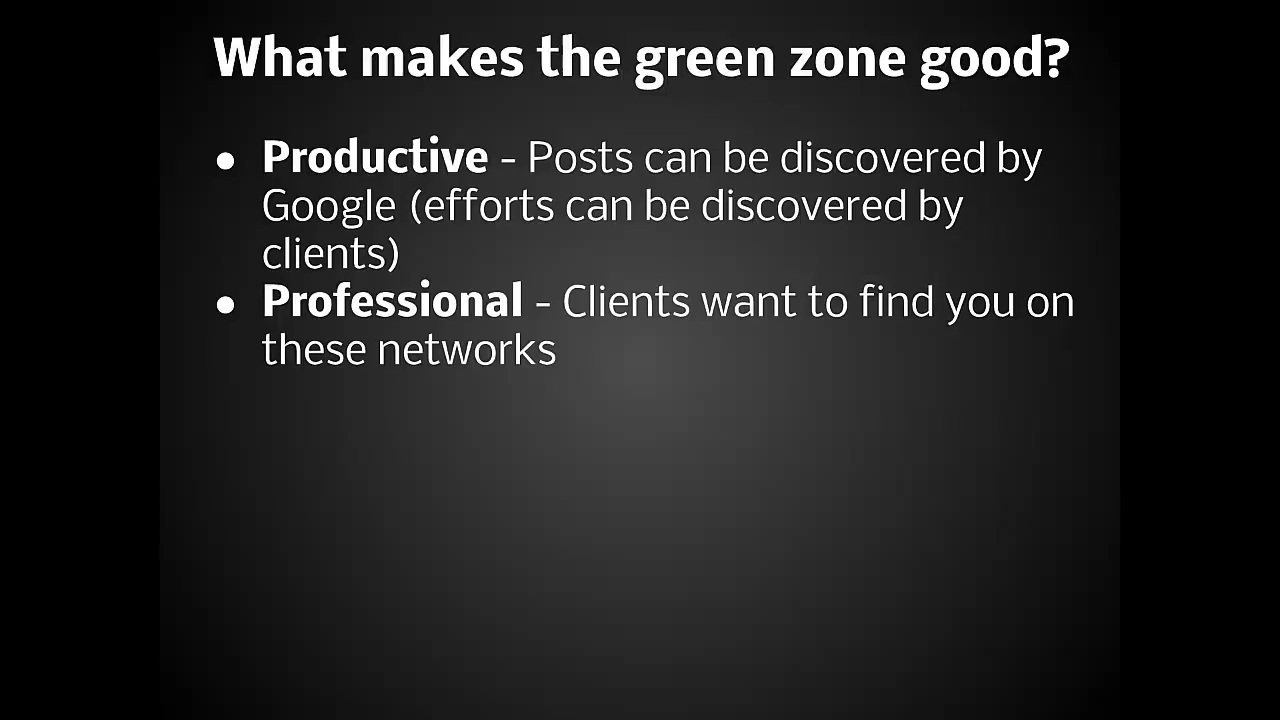 What makes the green zone good?
● Productive - Posts can be discovered by
Google (efforts can be discovered by
clients)
● Professional - Clients want to find you on
these networks